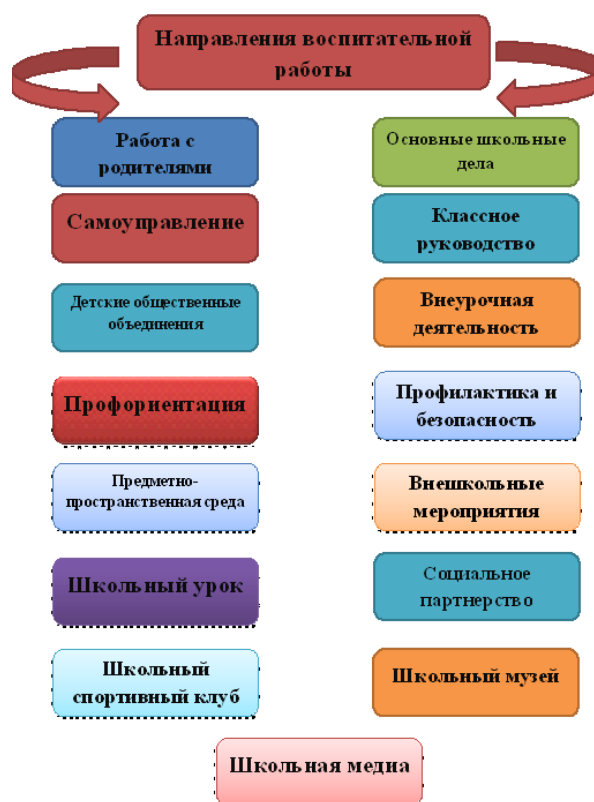 Направления воспитательной
работы
Работа с
родителями
Основные школьные
дела
Самоуправление
Классное
руководство
Детские общественные
объединения
Внеурочная
деятельность
Профориентация
Профилактика и
безопасность
Предметно-
пространственная среда
Внешкольные
мероприятия
Школьный урок
Социальное
партнерство
Школьный
спортивный клуб
Школьный музей
Школьная медиа